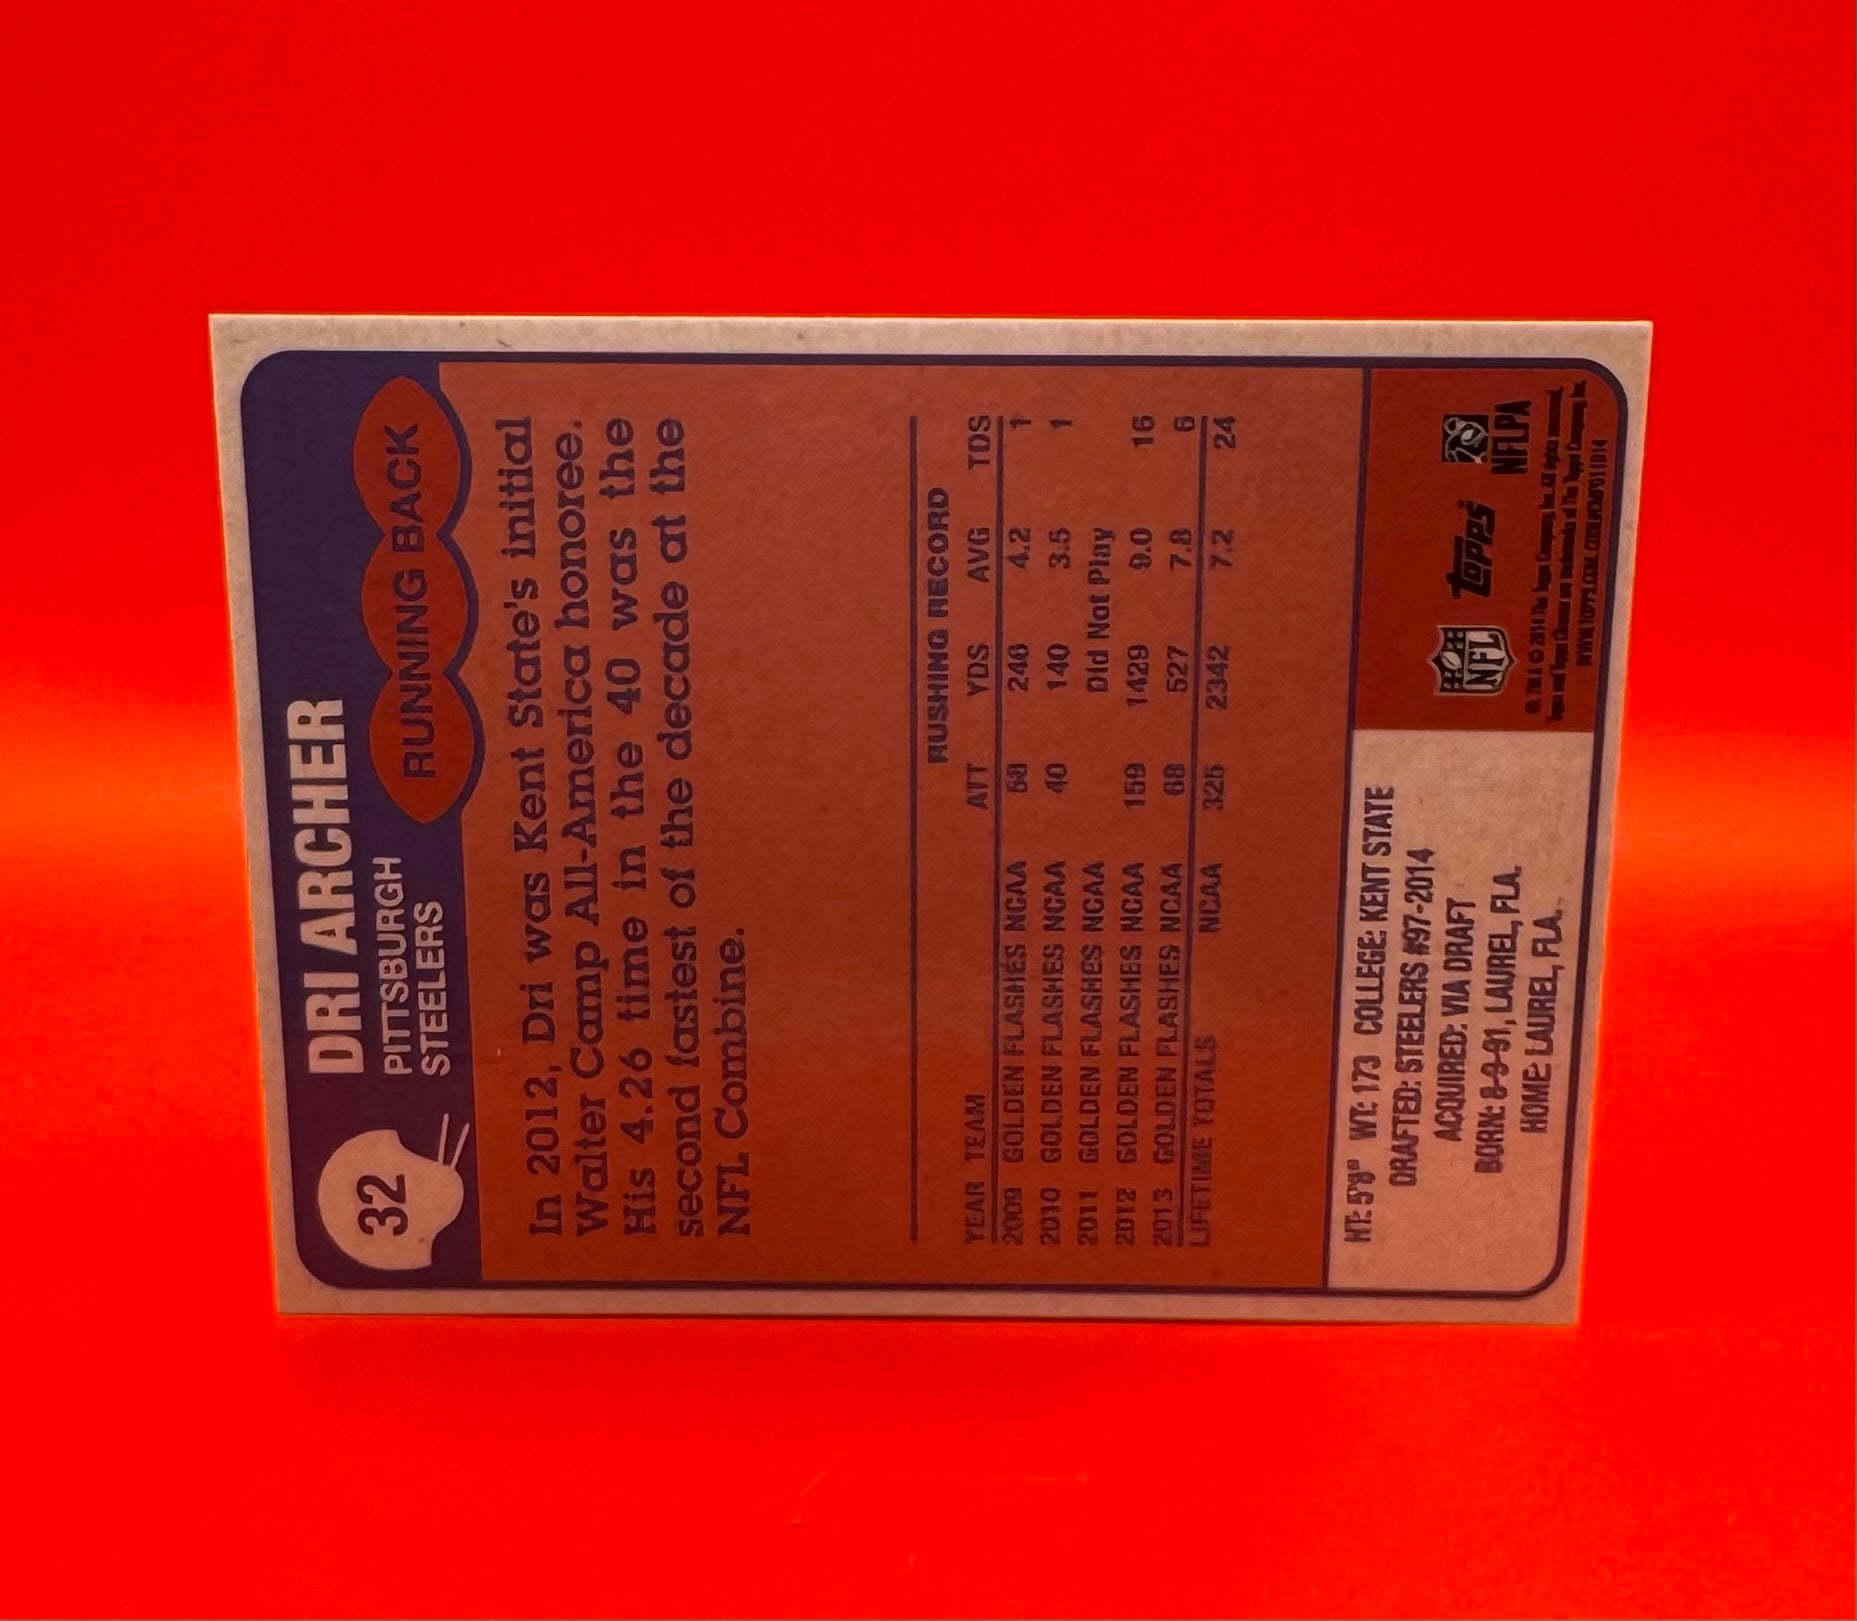 32
DRI ARCHER
PITTSBURGH
STEELERS
RUNNING BACK
In 2012, Dri was Kent State's initial
Walter Camp All-America honoree.
His 4.26 time in the 40 was the
second fastest of the decade at the
NFL Combine.
RUSHING RECORD
YEAR TEAM ATT YDS AVG TDS
2009 GOLDEN FLASHES NCAA 246 4.2 1
2010 GOLDEN FLASHES NCAA 40 140 3.5 1
2011 GOLDEN FLASHES NCAA Did Not Play
2012 GOLDEN FLASHES NCAA 159 1429 9.0 16
2013 GOLDEN FLASHES NCAA 68 527 7.8 6
LIFETIME TOTALS NCAA 325 2342 7.2 24
HT: 5'8" WT: 173 COLLEGE: KENT STATE
DRAFTED: STEELERS #97-2014
ACQUIRED: VIA DRAFT
BORN: 8-9-91, LAUREL, FLA.
HOME: LAUREL, FLA.
NFL
Topps
NFLPA